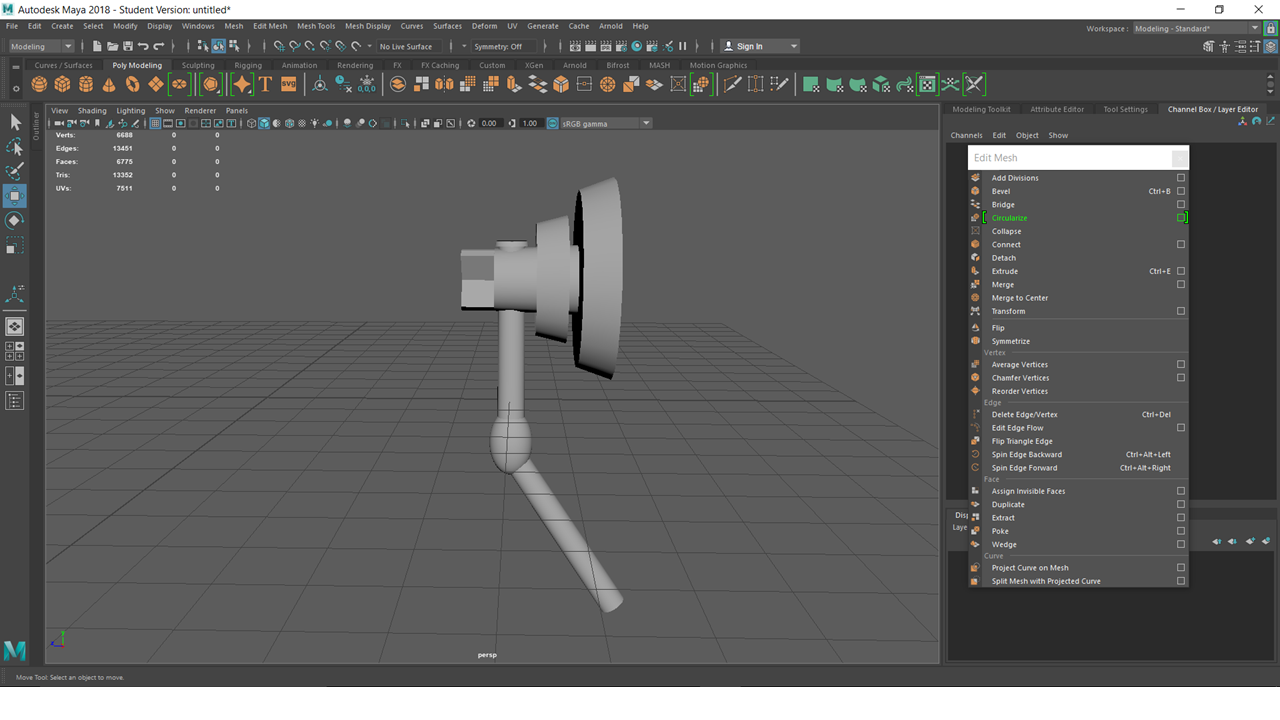 Autodesk Maya 2018 - Student Version: untitled*
File Edit Create Select Modify Display Windows Mesh Edit Mesh Mesh Tools Mesh Display Curves Surfaces Deform UV Generate Cache Arnold Help
Workspace : Modeling - Standard*
Modeling No Live Surface Symmetry: Off Sign In
Curves / Surfaces Poly Modeling Sculpting Rigging Animation Rendering FX FX Caching Custom XGen Arnold Bifrost MASH Motion Graphics
SVG
0,0,0
View Shading Lighting Show Renderer Panels
Modeling Toolkit Attribute Editor Tool Settings Channel Box / Layer Editor
Outliner
0.00 1.00 sRGB gamma
Channels Edit Object Show
Verts: 6688 0 0
Edges: 13451 0 0
Faces: 6775 0 0
Tris: 13352 0 0
UVs: 7511 0 0
Edit Mesh
Add Divisions
Bevel Ctrl+B
Bridge
Circularize
Collapse
Connect
Detach
Extrude Ctrl+E
Merge
Merge to Center
Transform
Flip
Symmetrize
Vertex
Average Vertices
Chamfer Vertices
Reorder Vertices
Edge
Delete Edge/Vertex Ctrl+Del
Edit Edge Flow
Flip Triangle Edge
Spin Edge Backward Ctrl+Alt+Left
Spin Edge Forward Ctrl+Alt+Right
Face
Assign Invisible Faces
Duplicate
Extract
Poke
Wedge
Curve
Project Curve on Mesh
Split Mesh with Projected Curve
Disp
Laye
y
persp
Move Tool: Select an object to move.